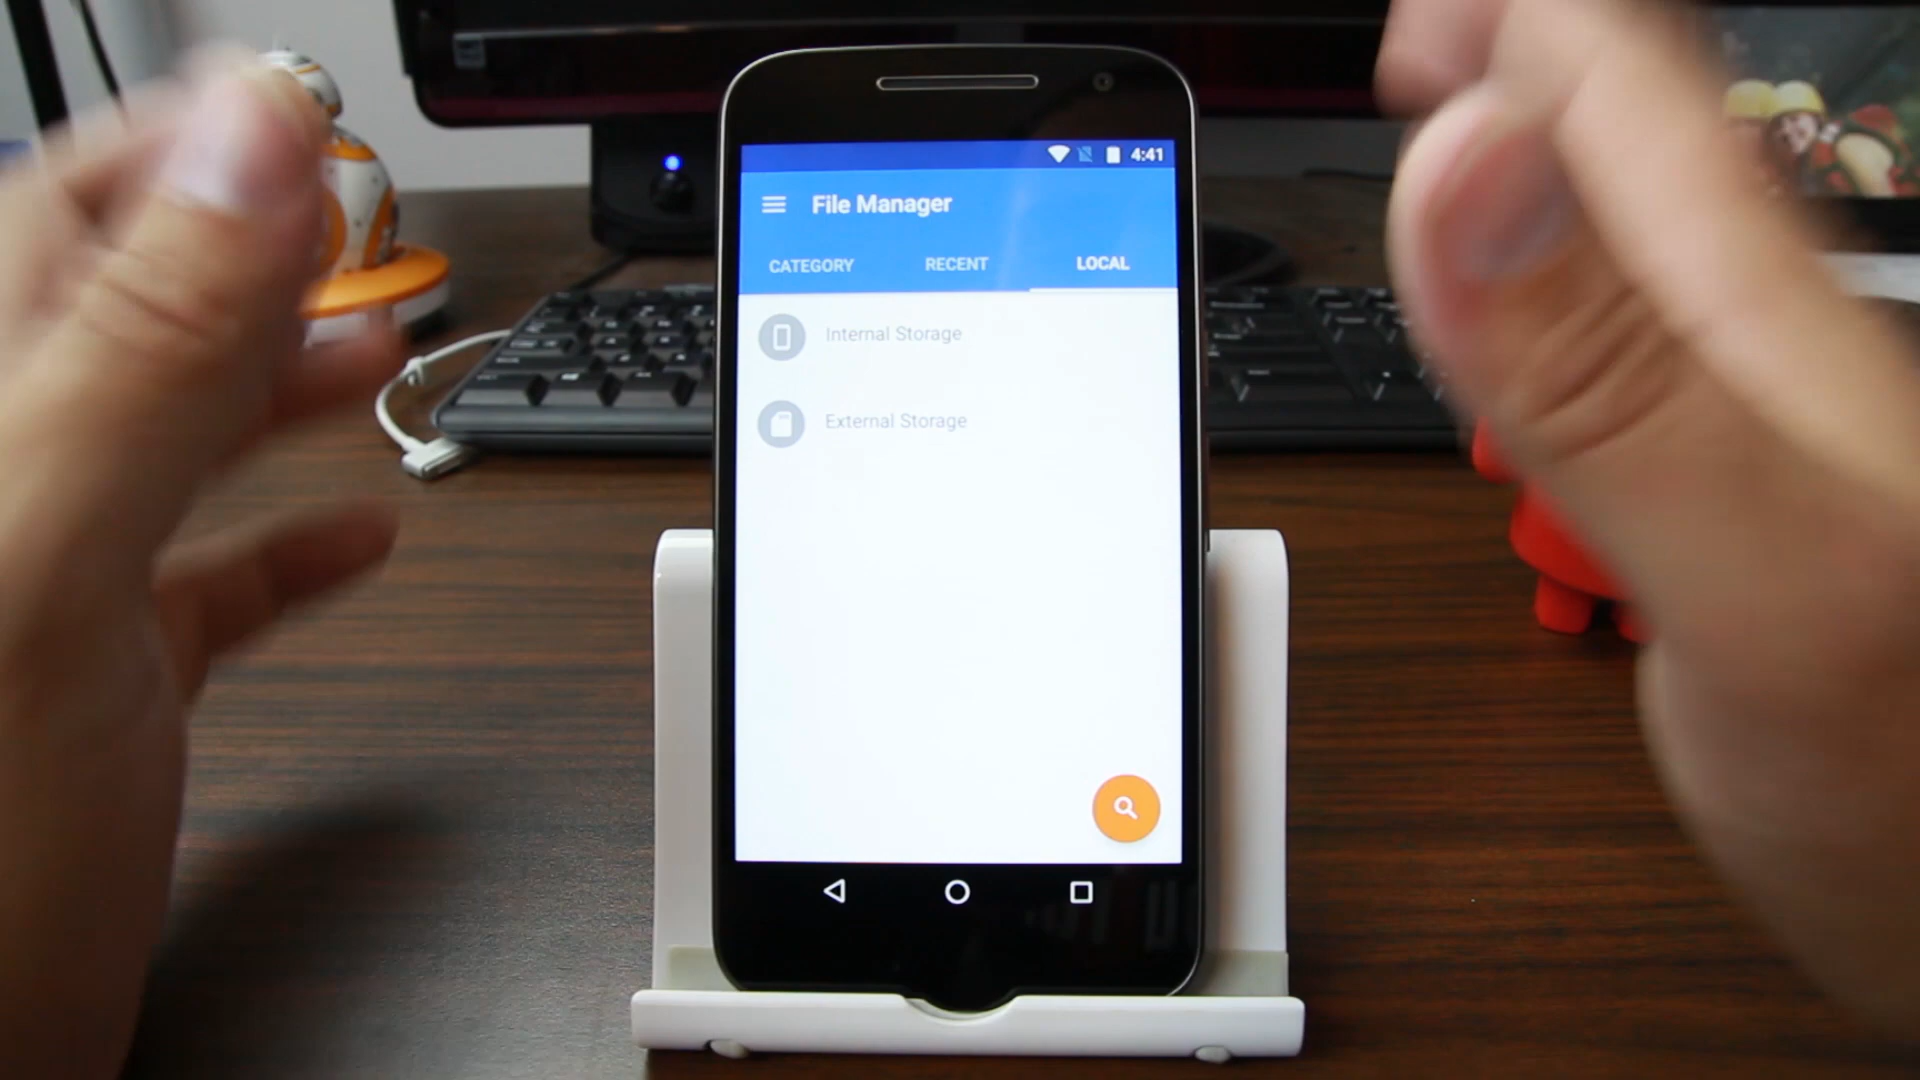 4:41
File Manager
CATEGORY RECENT LOCAL
Internal Storage
External Storage